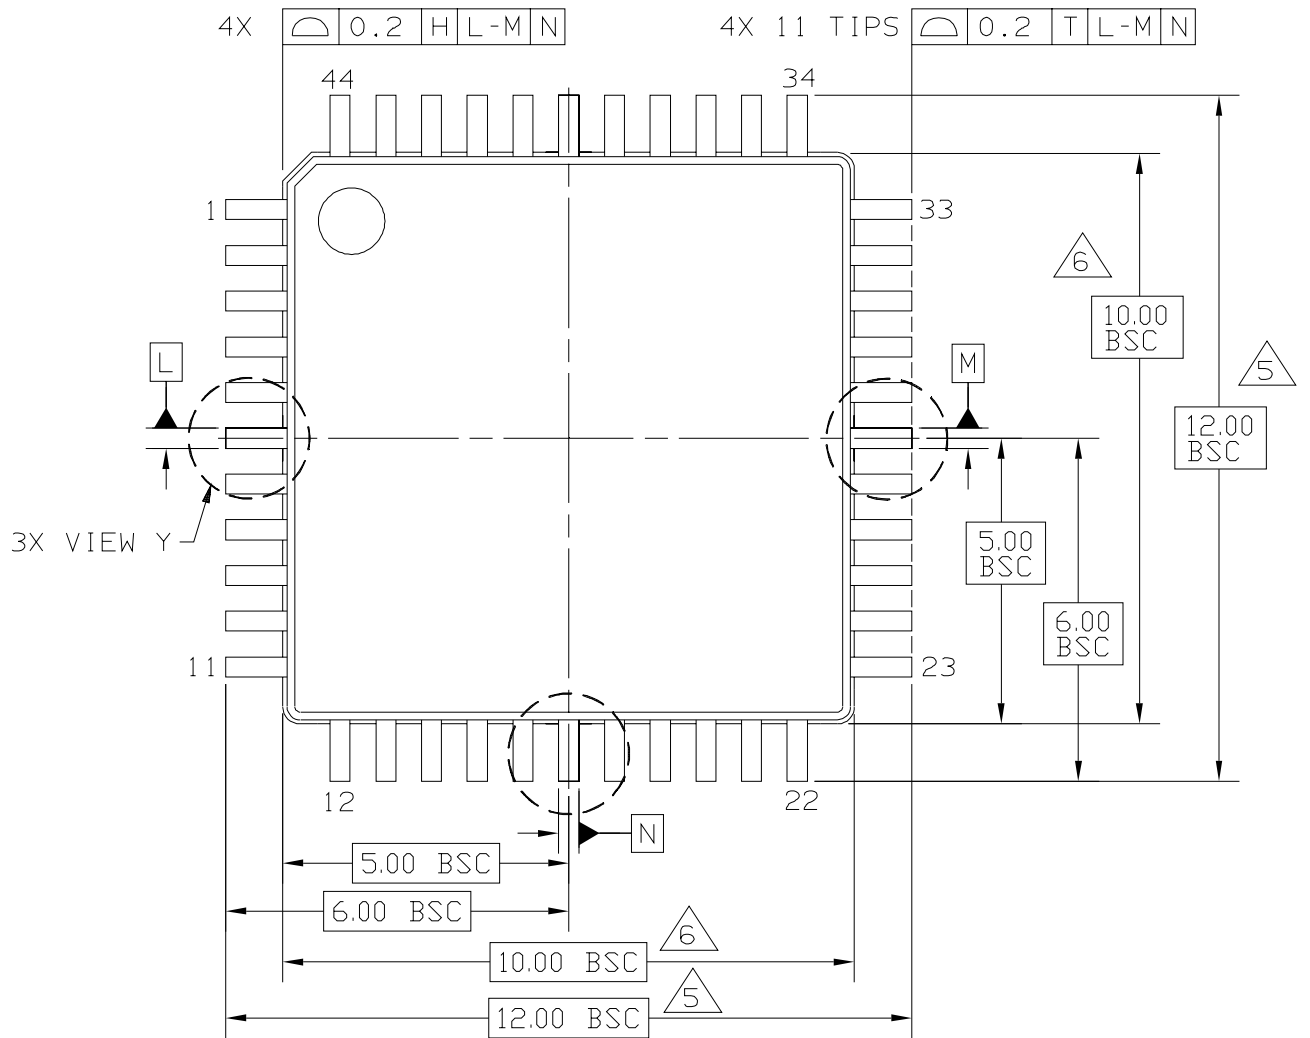 4X 0.2 H L-M N
4X 11 TIPS 0.2 T L-M N
44
34
1
33
6
10.00
BSC
5
L
M
12.00
BSC
3X VIEW Y
5.00
BSC
6.00
BSC
11
23
12
22
N
5.00 BSC
6.00 BSC
6
10.00 BSC
5
12.00 BSC